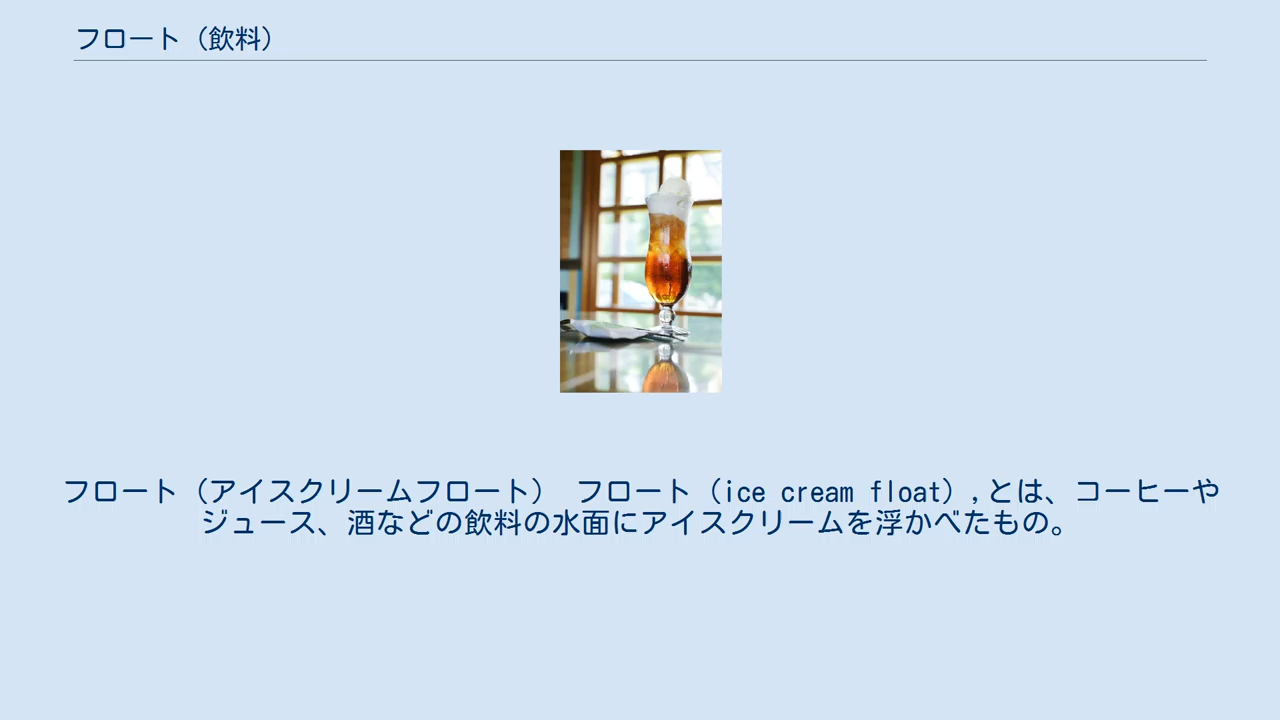 フロート（飲料）
フロート（アイスクリームフロート）　フロート（ice cream float）,とは、コーヒーや
ジュース、酒などの飲料の水面にアイスクリームを浮かべたもの。